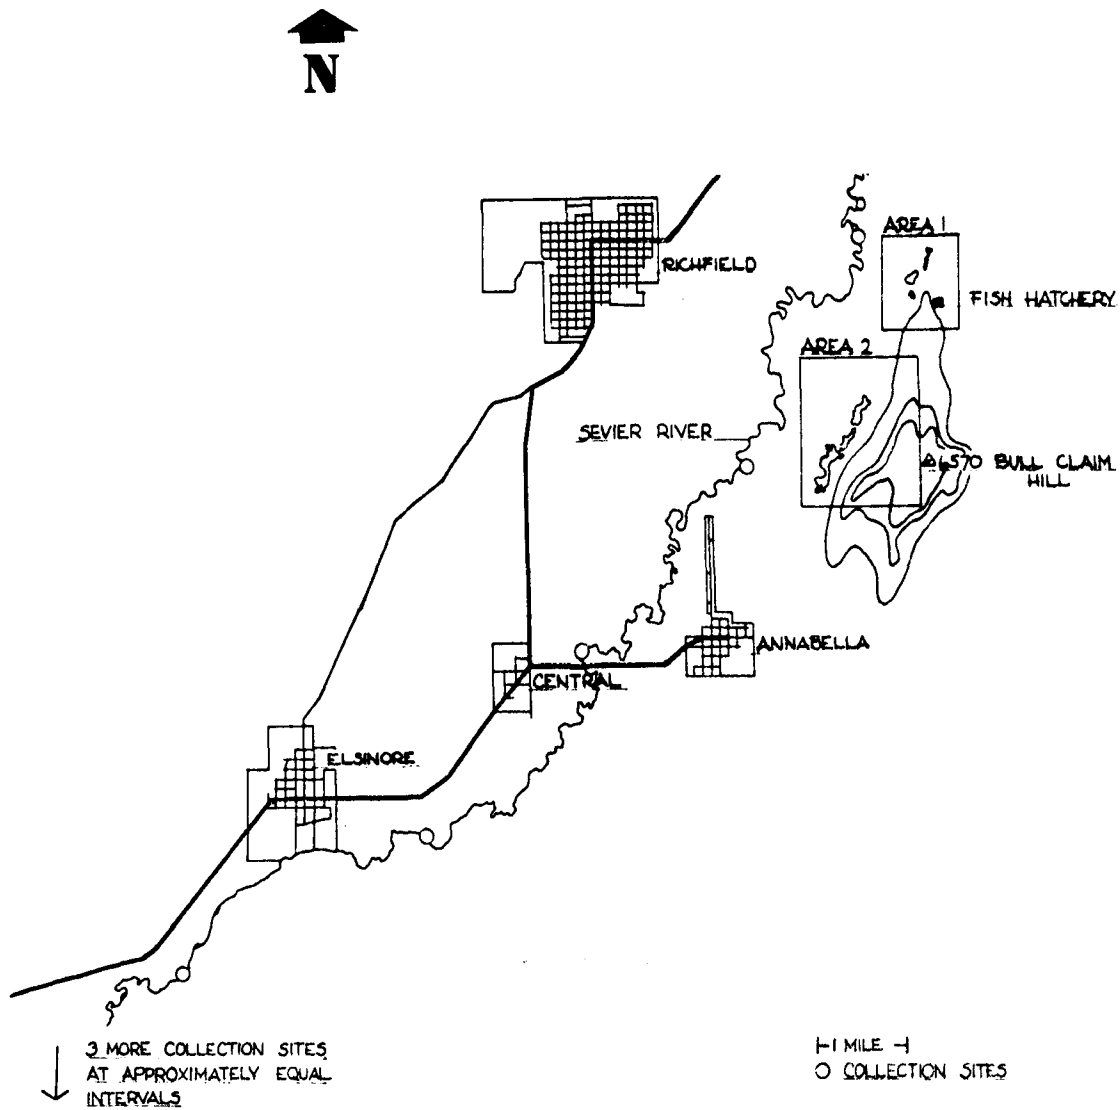 N
AREA 1
RICHFIELD
FISH HATCHERY
AREA 2
SEVIER RIVER
6570 BULL CLAIM
HILL
ANNABELLA
CENTRAL
ELSINORE
3 MORE COLLECTION SITES
AT APPROXIMATELY EQUAL
INTERVALS
1 MILE
COLLECTION SITES